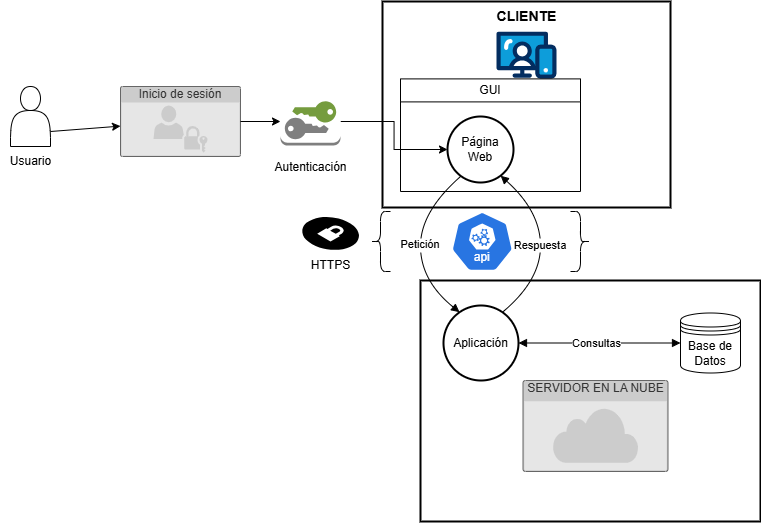 CLIENTE
GUI
Inicio de sesión
Página
Web
Usuario
Autenticación
Petición
Respuesta
api
HTTPS
Aplicación
Consultas
Base de
Datos
SERVIDOR EN LA NUBE